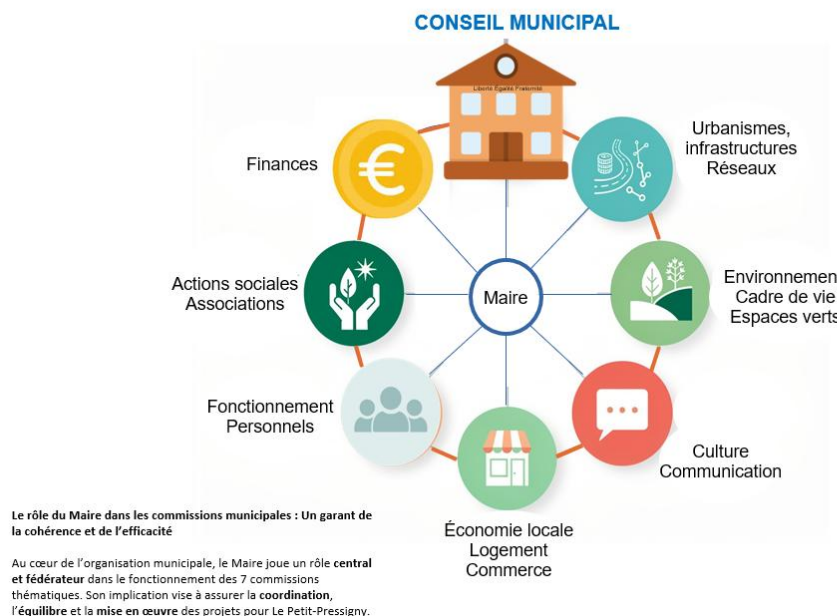 CONSEIL MUNICIPAL
Liberté Égalité Fraternité
Finances
Urbanismes,
infrastructures
Réseaux
Actions sociales
Associations
Maire
Environnemen
Cadre de vie
Espaces verts
Fonctionnement
Personnels
Culture
Communication
Économie locale
Logement
Commerce
Le rôle du Maire dans les commissions municipales : Un garant de
la cohérence et de l’efficacité
Au cœur de l’organisation municipale, le Maire joue un rôle central
et fédérateur dans le fonctionnement des 7 commissions
thématiques. Son implication vise à assurer la coordination,
l’équilibre et la mise en œuvre des projets pour Le Petit-Pressigny.